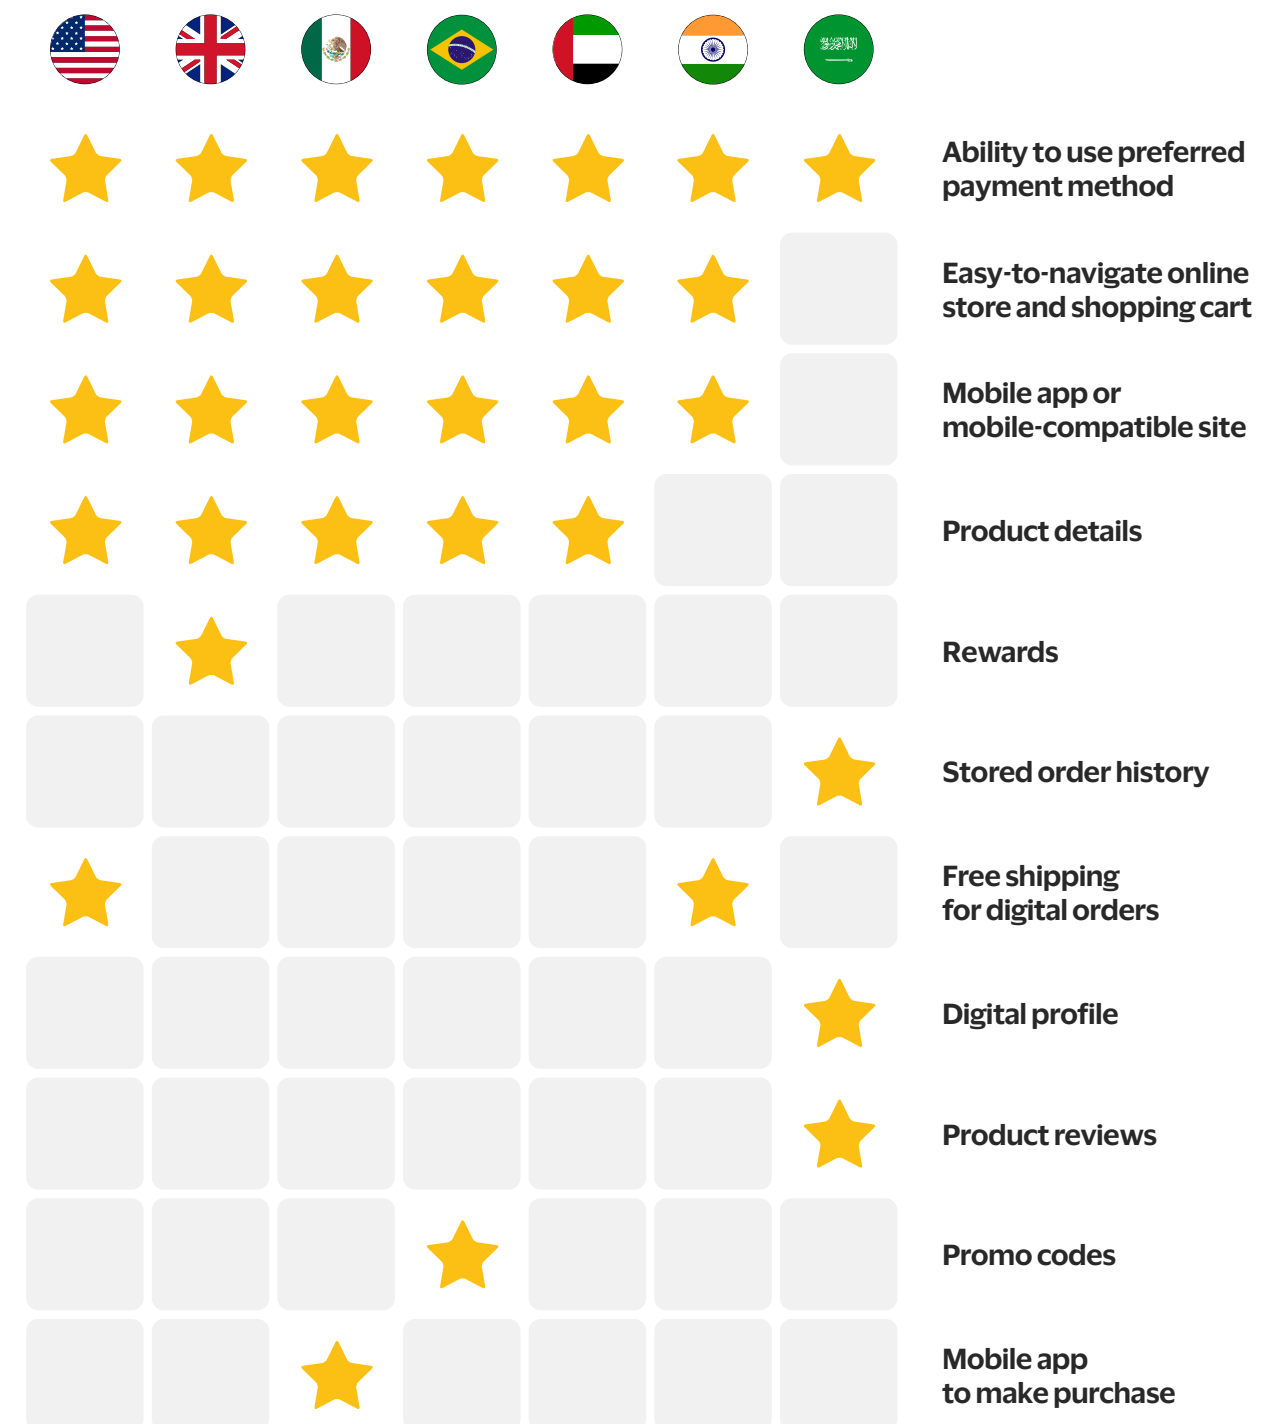 Ability to use preferred
payment method
Easy-to-navigate online
store and shopping cart
Mobile app or
mobile-compatible site
Product details
Rewards
Stored order history
Free shipping
for digital orders
Digital profile
Product reviews
Promo codes
Mobile app
to make purchase